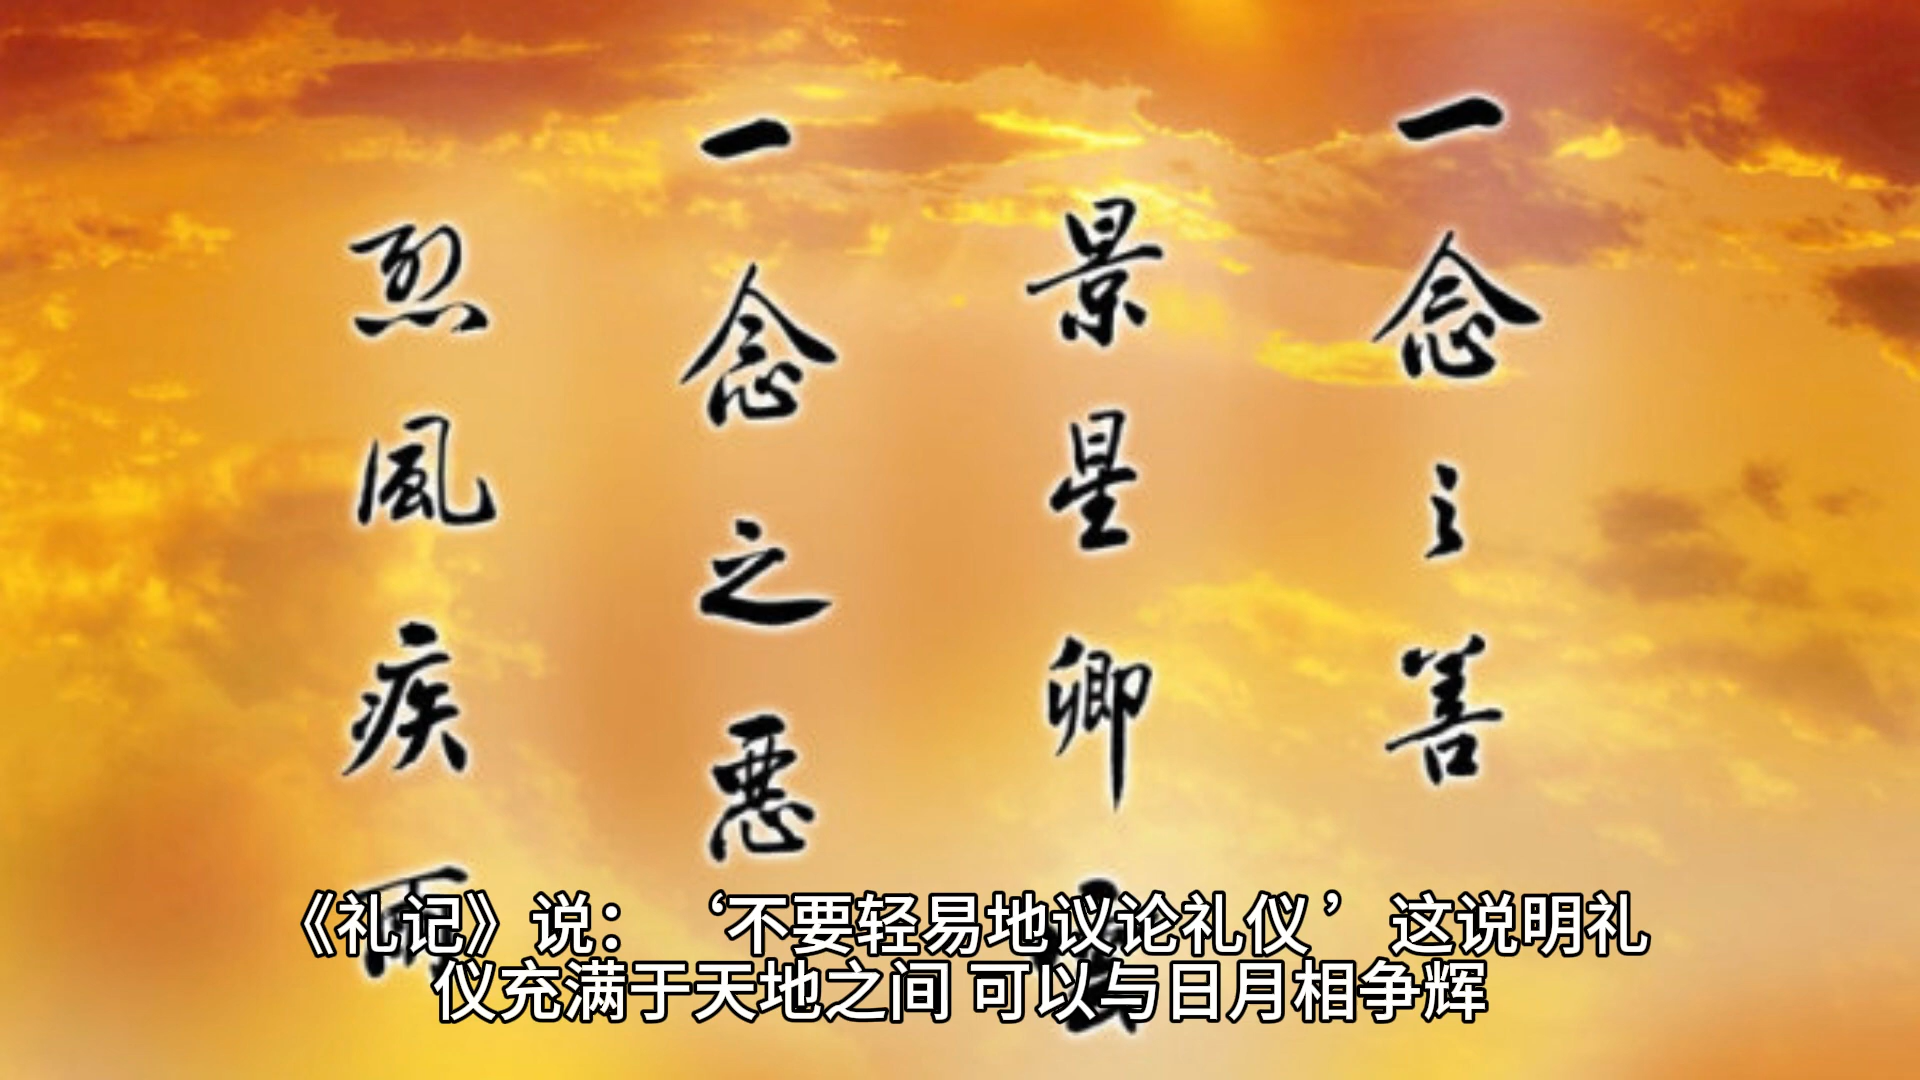 一念之善
景星卿雲
一念之惡
烈風疾雨
《礼记》说：‘不要轻易地议论礼仪’这说明礼
仪充满于天地之间 可以与日月相争辉